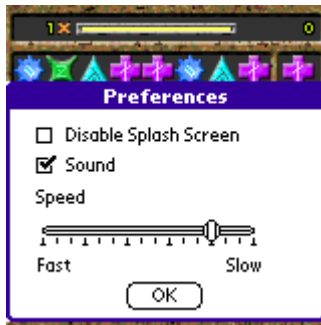 1× 0
Preferences
Disable Splash Screen
Sound
Speed
Fast Slow
OK